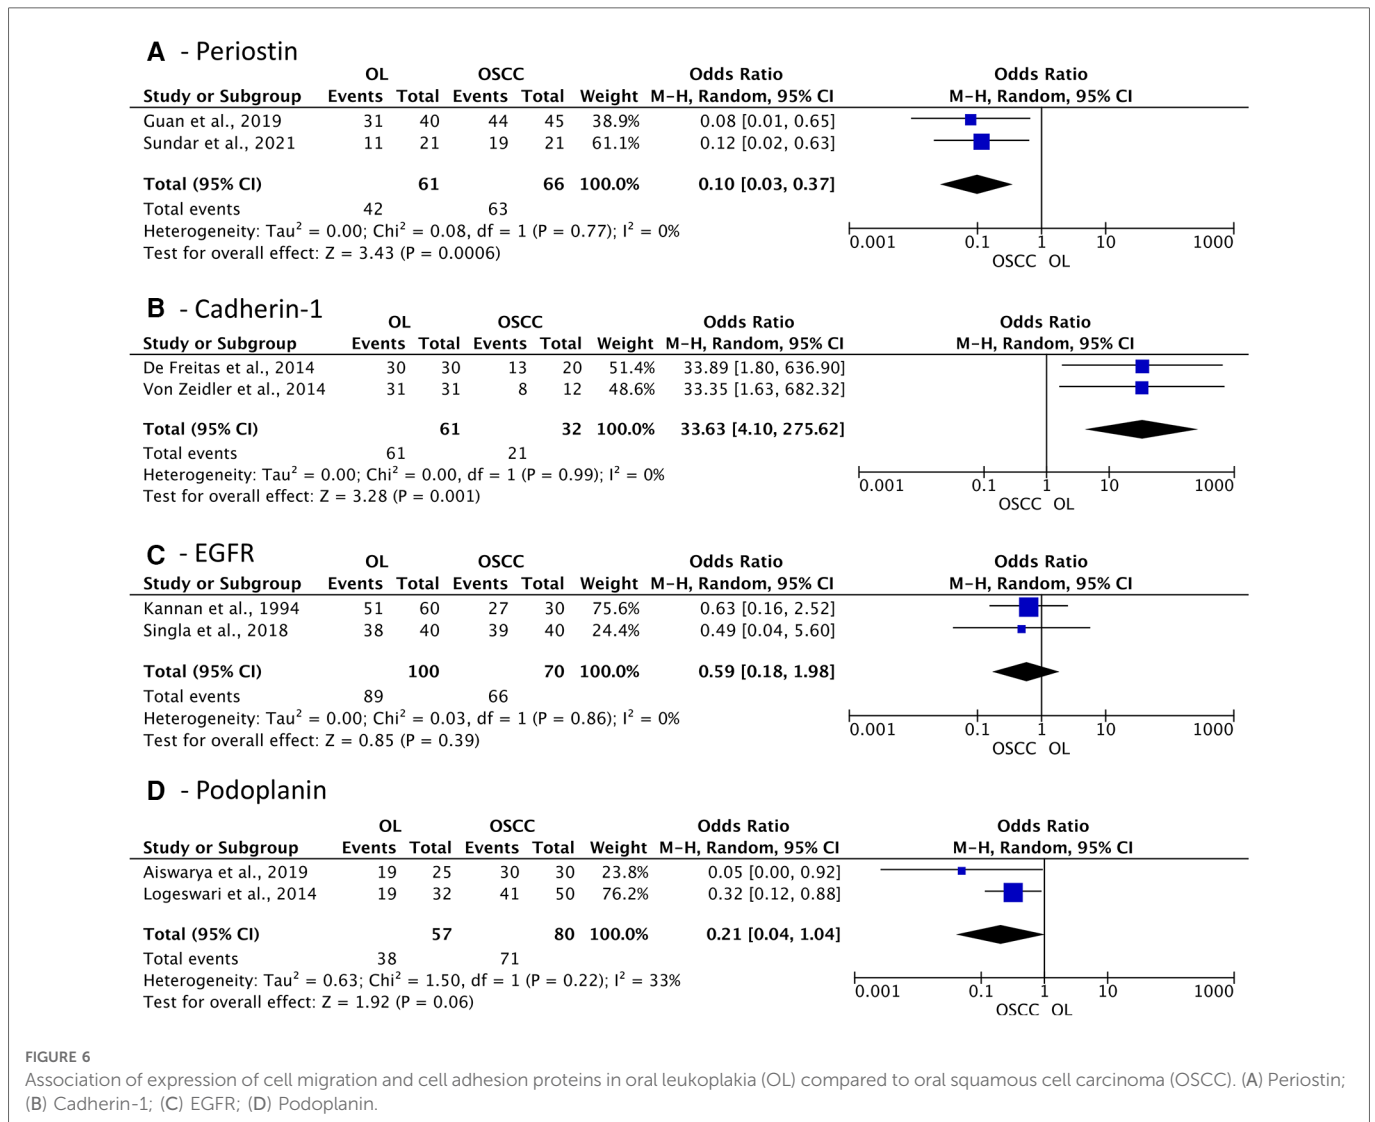 A - Periostin
OL OSCC Odds Ratio Odds Ratio
Study or Subgroup Events Total Events Total Weight M-H, Random, 95% CI M-H, Random, 95% CI
Guan et al., 2019 31 40 44 45 38.9% 0.08 [0.01, 0.65]
Sundar et al., 2021 11 21 19 21 61.1% 0.12 [0.02, 0.63]
Total (95% CI) 61 66 100.0% 0.10 [0.03, 0.37]
Total events 42 63
Heterogeneity: Tau² = 0.00; Chi² = 0.08, df = 1 (P = 0.77); I² = 0%
Test for overall effect: Z = 3.43 (P = 0.0006)
0.001 0.1 1 10 1000
OSCC OL
B - Cadherin-1
OL OSCC Odds Ratio Odds Ratio
Study or Subgroup Events Total Events Total Weight M-H, Random, 95% CI M-H, Random, 95% CI
De Freitas et al., 2014 30 30 13 20 51.4% 33.89 [1.80, 636.90]
Von Zeidler et al., 2014 31 31 8 12 48.6% 33.35 [1.63, 682.32]
Total (95% CI) 61 32 100.0% 33.63 [4.10, 275.62]
Total events 61 21
Heterogeneity: Tau² = 0.00; Chi² = 0.00, df = 1 (P = 0.99); I² = 0%
Test for overall effect: Z = 3.28 (P = 0.001)
0.001 0.1 1 10 1000
OSCC OL
C - EGFR
OL OSCC Odds Ratio Odds Ratio
Study or Subgroup Events Total Events Total Weight M-H, Random, 95% CI M-H, Random, 95% CI
Kannan et al., 1994 51 60 27 30 75.6% 0.63 [0.16, 2.52]
Singla et al., 2018 38 40 39 40 24.4% 0.49 [0.04, 5.60]
Total (95% CI) 100 70 100.0% 0.59 [0.18, 1.98]
Total events 89 66
Heterogeneity: Tau² = 0.00; Chi² = 0.03, df = 1 (P = 0.86); I² = 0%
Test for overall effect: Z = 0.85 (P = 0.39)
0.001 0.1 1 10 1000
OSCC OL
D - Podoplanin
OL OSCC Odds Ratio Odds Ratio
Study or Subgroup Events Total Events Total Weight M-H, Random, 95% CI M-H, Random, 95% CI
Aiswarya et al., 2019 19 25 30 30 23.8% 0.05 [0.00, 0.92]
Logeswari et al., 2014 19 32 41 50 76.2% 0.32 [0.12, 0.88]
Total (95% CI) 57 80 100.0% 0.21 [0.04, 1.04]
Total events 38 71
Heterogeneity: Tau² = 0.63; Chi² = 1.50, df = 1 (P = 0.22); I² = 33%
Test for overall effect: Z = 1.92 (P = 0.06)
0.001 0.1 1 10 1000
OSCC OL
FIGURE 6
Association of expression of cell migration and cell adhesion proteins in oral leukoplakia (OL) compared to oral squamous cell carcinoma (OSCC). (A) Periostin;
(B) Cadherin-1; (C) EGFR; (D) Podoplanin.